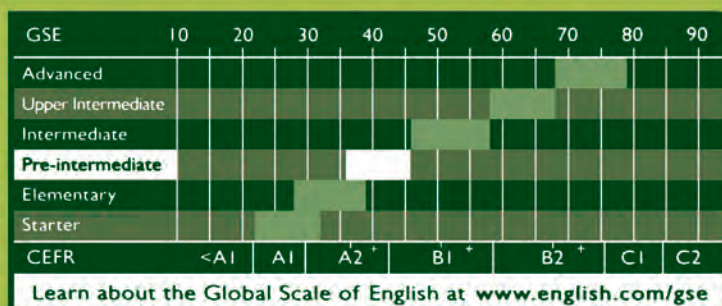 GSE 10 20 30 40 50 60 70 80 90
Advanced
Upper Intermediate
Intermediate
Pre-intermediate
Elementary
Starter
CEFR <A1 A1 A2 + B1 + B2 + C1 C2
Learn about the Global Scale of English at www.english.com/gse